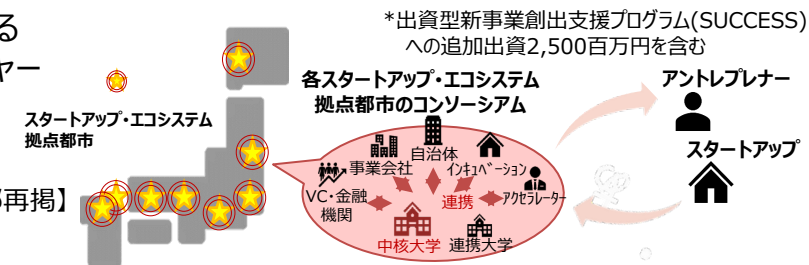 る
ャー
部再掲】
*出資型新事業創出支援プログラム(SUCCESS)
への追加出資2,500百万円を含む
スタートアップ・エコシステム
拠点都市
各スタートアップ・エコシステム
拠点都市のコンソーシアム
自治体
事業会社
インキュベーション
VC・金融
機関
連携
アクセラレーター
中核大学
連携大学
アントレプレナー
スタートアップ